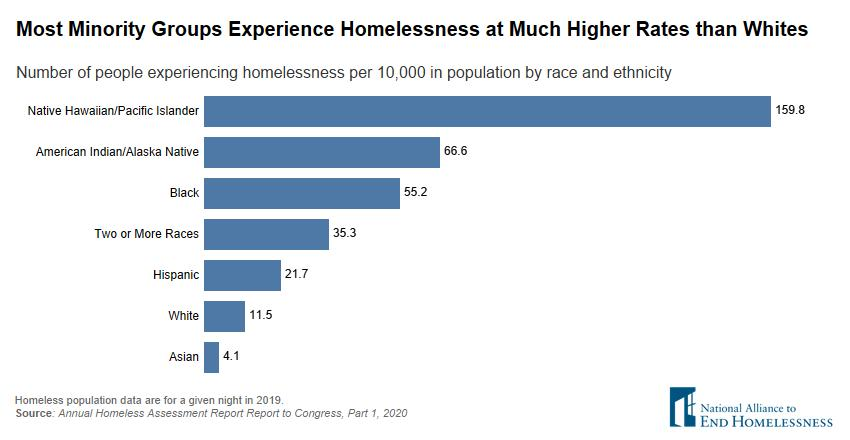 Most Minority Groups Experience Homelessness at Much Higher Rates than Whites
Number of people experiencing homelessness per 10,000 in population by race and ethnicity
Native Hawaiian/Pacific Islander 159.8
American Indian/Alaska Native 66.6
Black 55.2
Two or More Races 35.3
Hispanic 21.7
White 11.5
Asian 4.1
Homeless population data are for a given night in 2019.
Source: Annual Homeless Assessment Report Report to Congress, Part 1, 2020
National Alliance to
END HOMELESSNESS